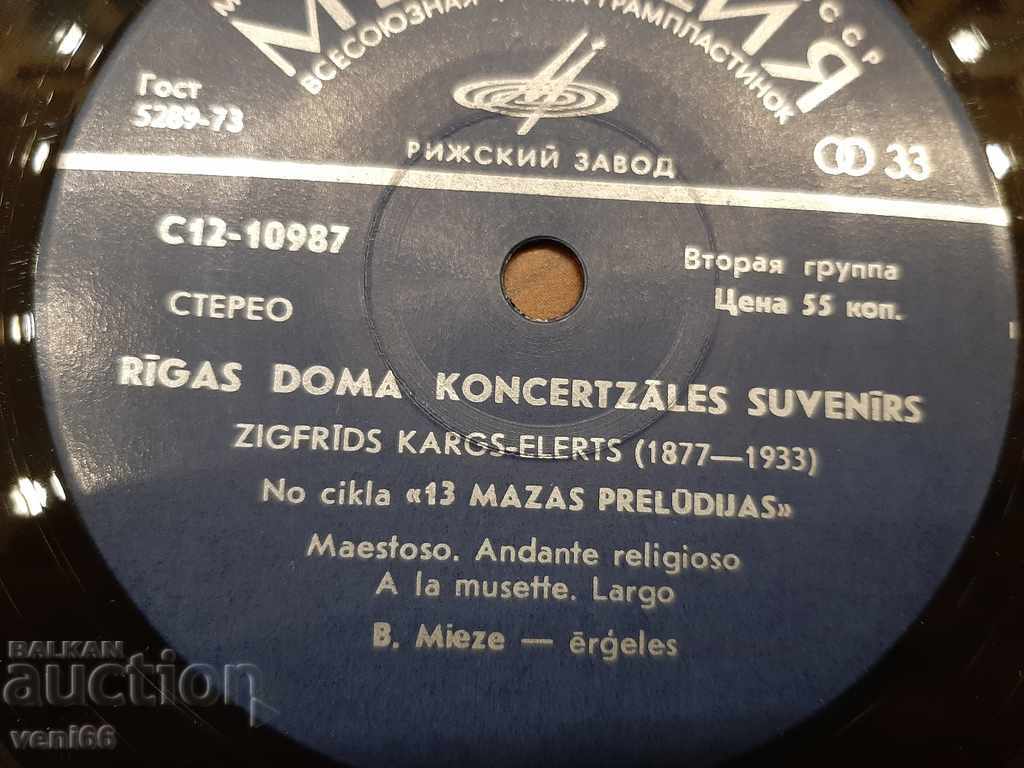 ВСЕСОЮЗНАЯ ГРАМПЛАСТИНОК
СССР
Гост
5289-73
РИЖСКИЙ ЗАВОД
33
С12-10987
СТЕРЕО
Вторая группа
Цена 55 коп.
RĪGAS DOMA KONCERTZĀLES SUVENĪRS
ZIGFRĪDS KARGS-ELERTS (1877—1933)
No cikla «13 MAZAS PRELŪDIJAS»
Maestoso. Andante religioso
A la musette. Largo
B. Mieze — ērģeles
BALKAN
auction
veni66